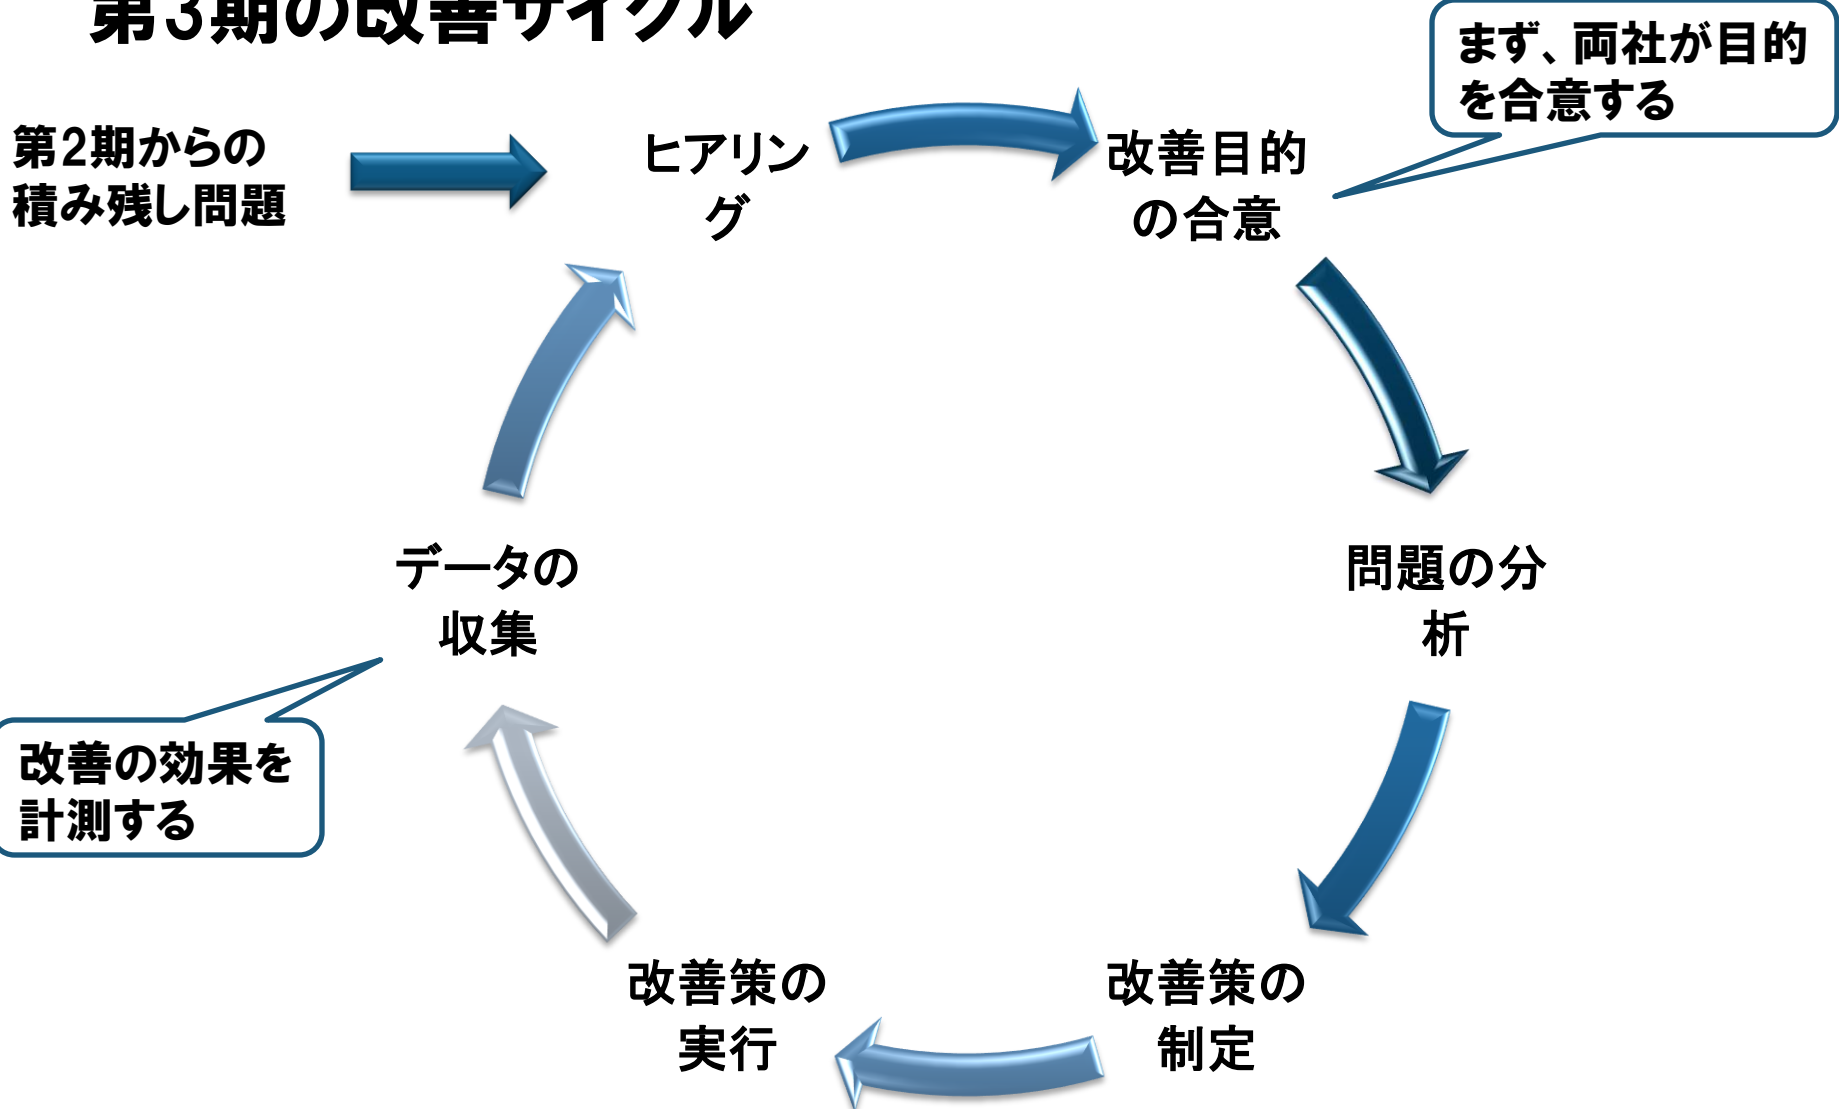 第3期の改善サイクル
まず、両社が目的
を合意する
第2期からの
積み残し問題
ヒアリン
グ
改善目的
の合意
問題の分
析
改善策の
制定
改善策の
実行
データの
収集
改善の効果を
計測する